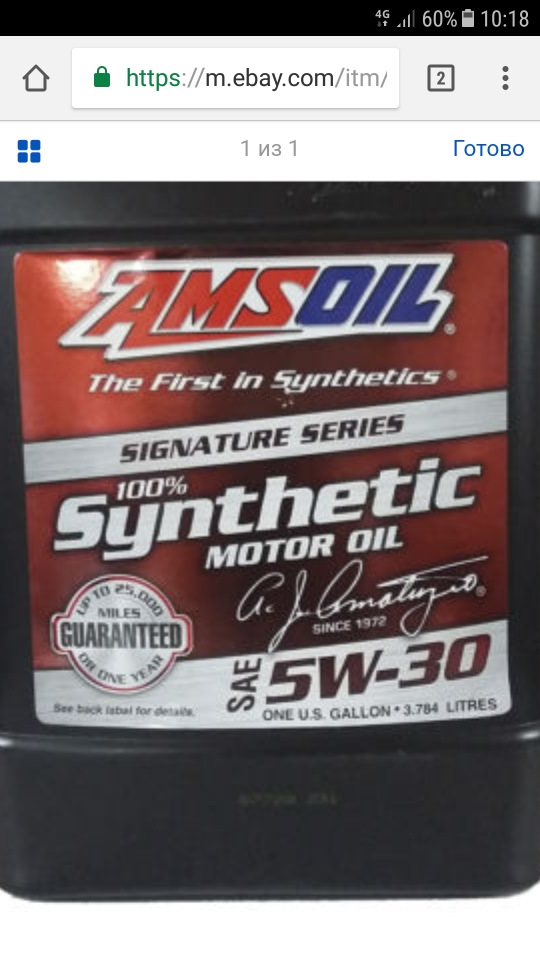 4G 60% 10:18
https://m.ebay.com/itm/
2
1 из 1
Готово
AMSOIL®
The First in Synthetics®
SIGNATURE SERIES
100%
Synthetic
MOTOR OIL
A. J. Amatuzio®
SINCE 1972
UP TO 25,000
MILES
GUARANTEED
OR ONE YEAR
SAE 5W-30
See back label for details.
ONE U.S. GALLON • 3.784 LITRES